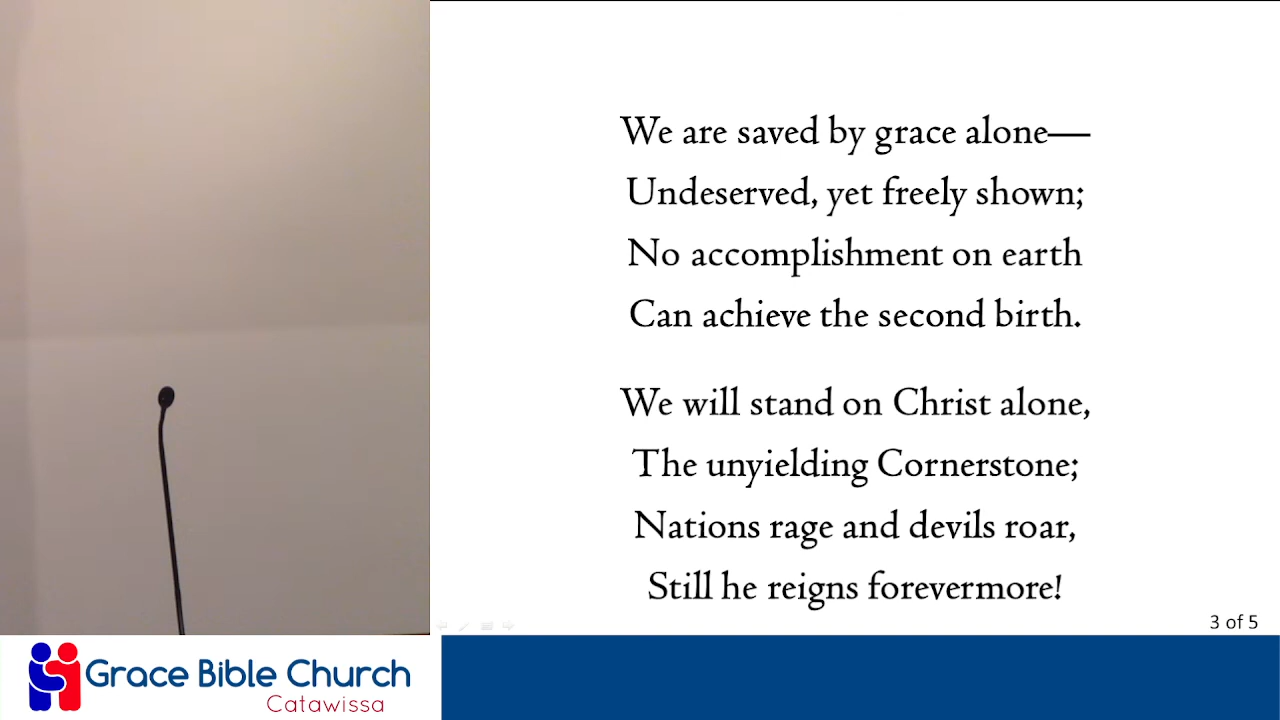 We are saved by grace alone—
Undeserved, yet freely shown;
No accomplishment on earth
Can achieve the second birth.
We will stand on Christ alone,
The unyielding Cornerstone;
Nations rage and devils roar,
Still he reigns forevermore!
3 of 5
Grace Bible Church
Catawissa